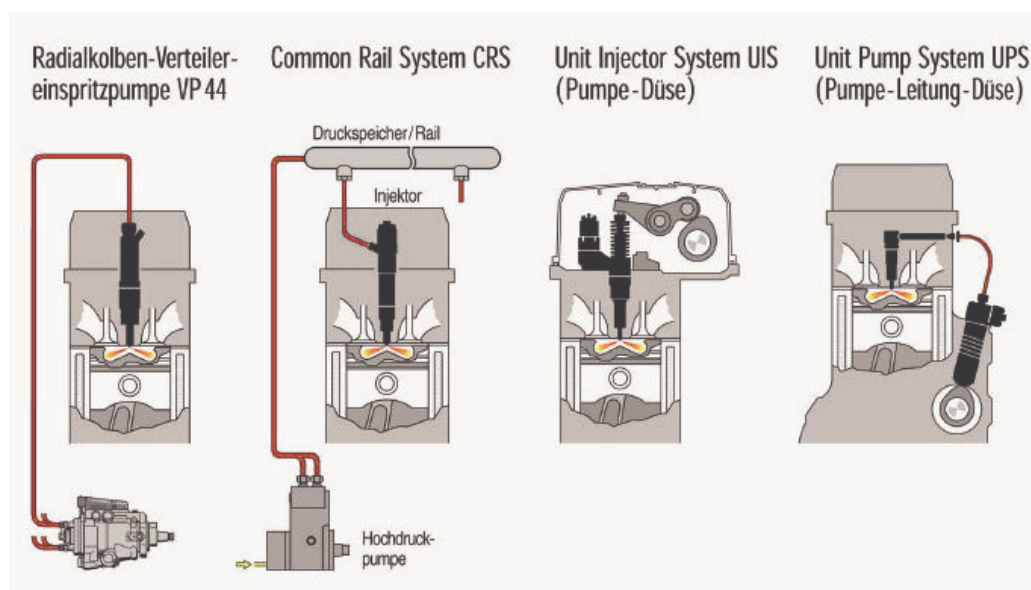 Radialkolben-Verteiler-
einspritzpumpe VP 44
Common Rail System CRS
Unit Injector System UIS
(Pumpe-Düse)
Unit Pump System UPS
(Pumpe-Leitung-Düse)
Druckspeicher/Rail
Injektor
Hochdruck-
pumpe